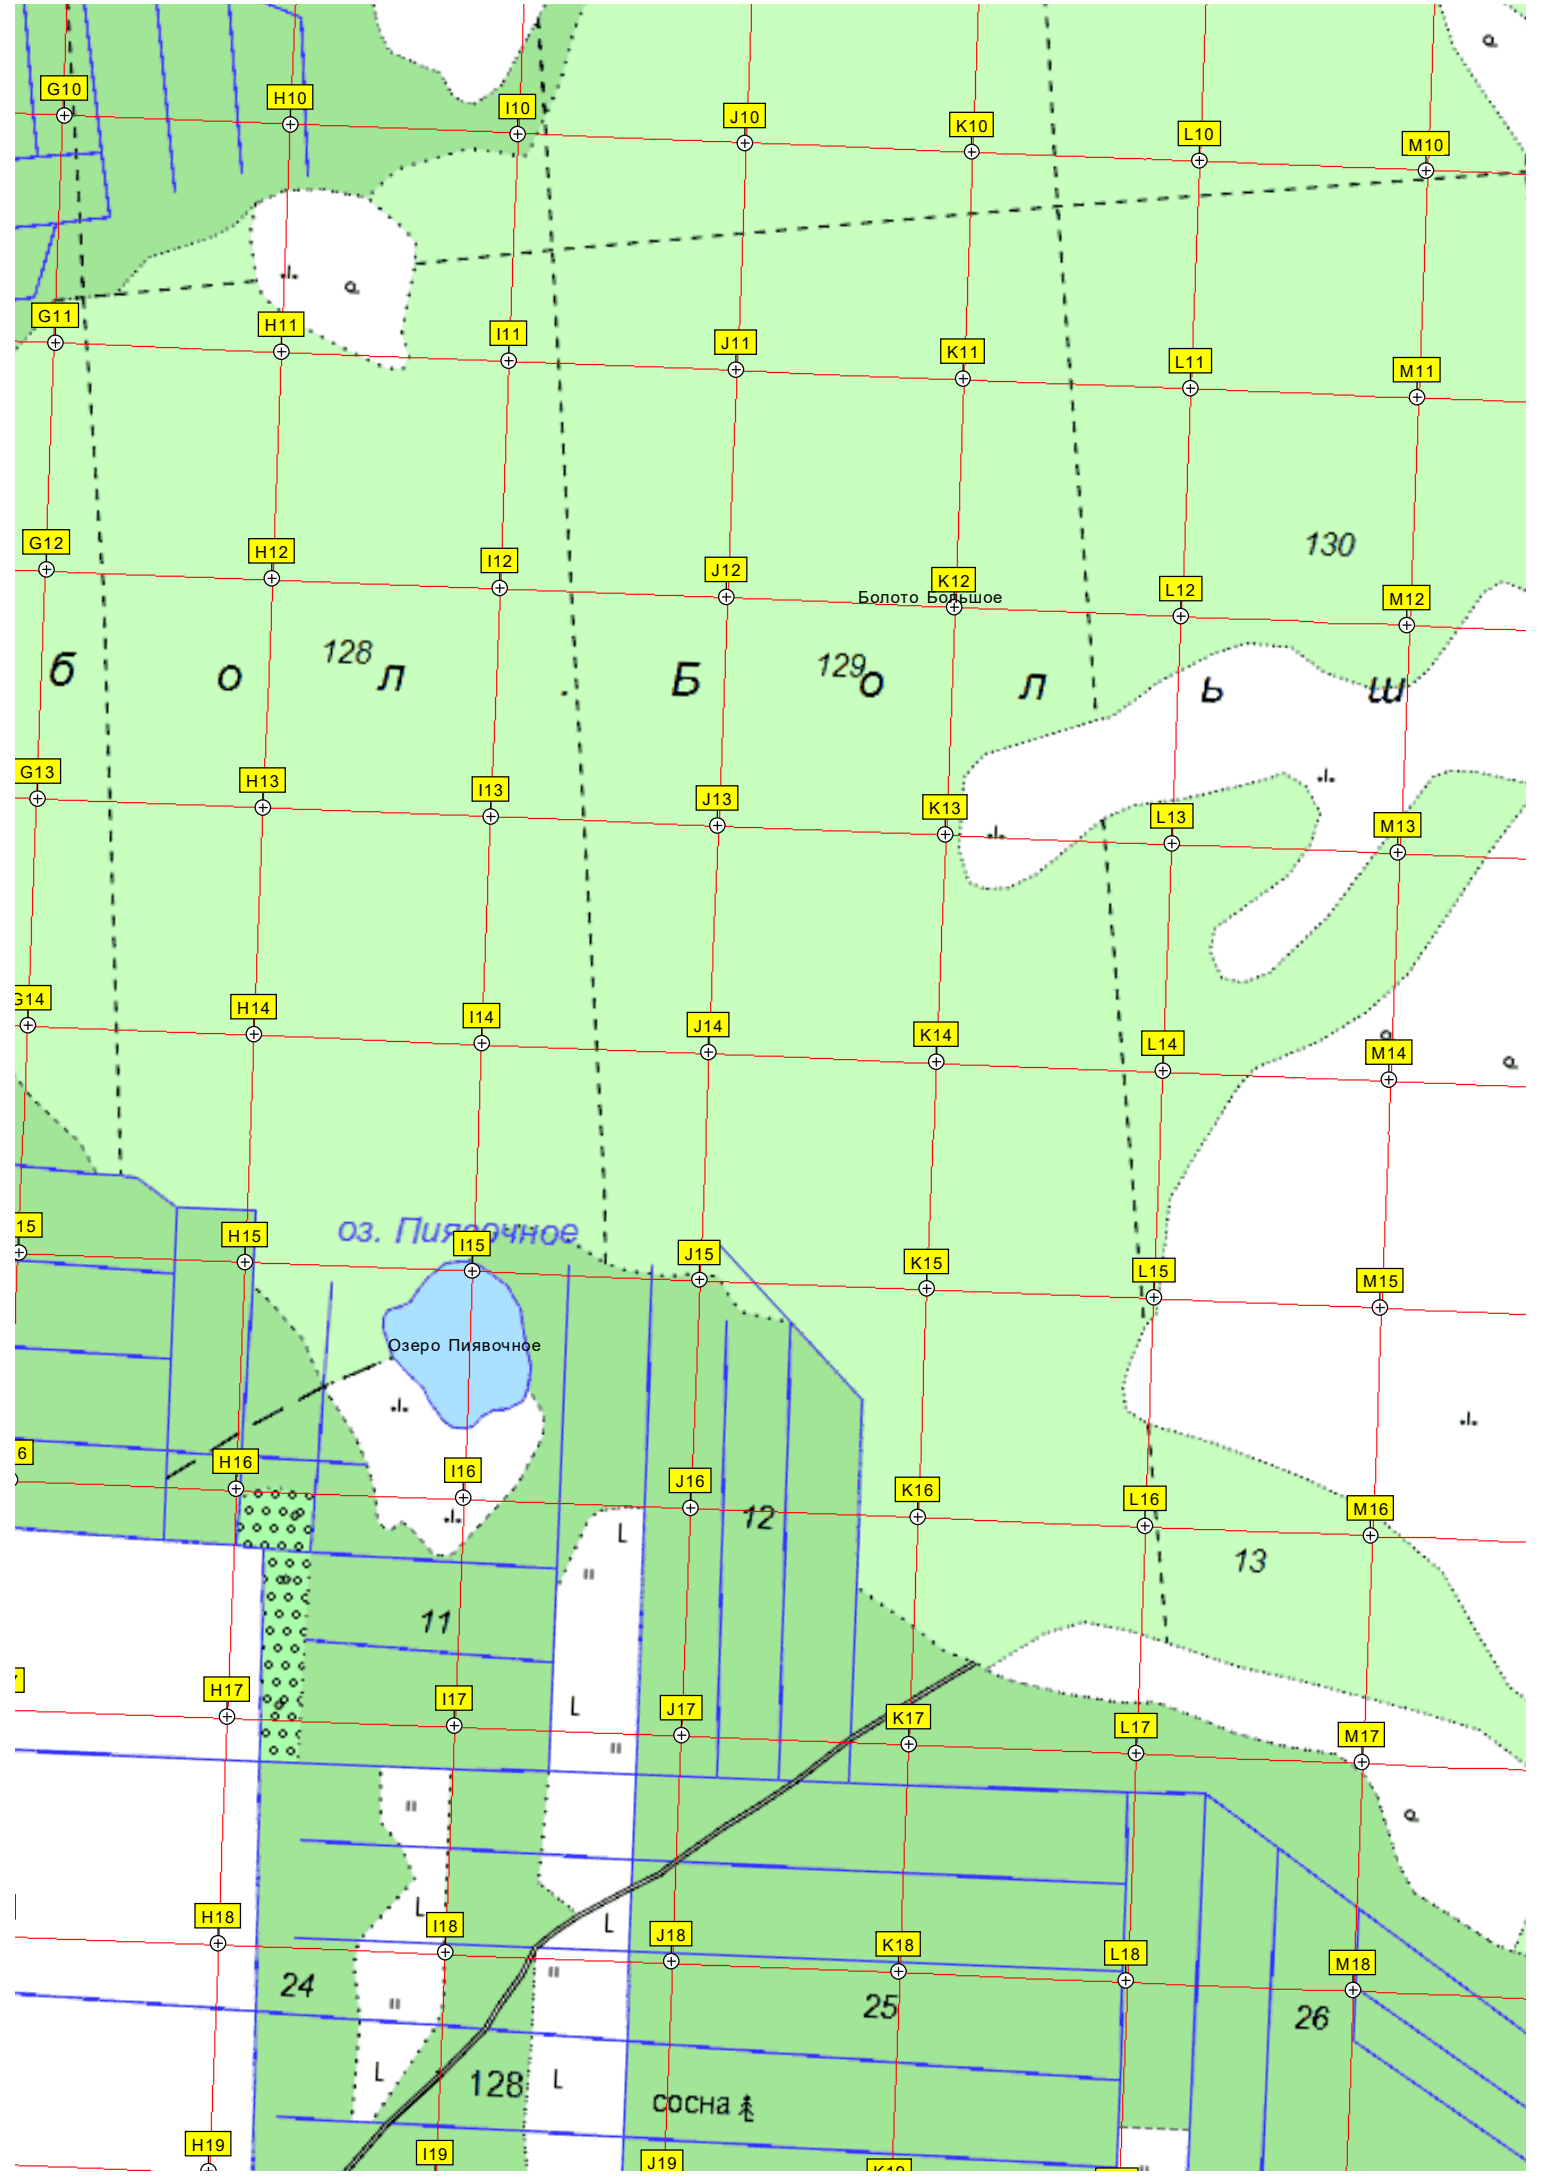 G10 H10 I10 J10 K10 L10 M10
G11 H11 I11 J11 K11 L11 M11
130
G12 H12 I12 J12 K12 L12 M12
Болото Большое
128 129
б о л . Б о л ь ш
G13 H13 I13 J13 K13 L13 M13
G14 H14 I14 J14 K14 L14 M14
оз. Пиявочное
15 H15 I15 J15 K15 L15 M15
Озеро Пиявочное
6 H16 I16 J16 K16 L16 M16
12
13
11
H17 I17 J17 K17 L17 M17
H18 I18 J18 K18 L18 M18
24 25 26
128
сосна
H19 I19 J19 K19